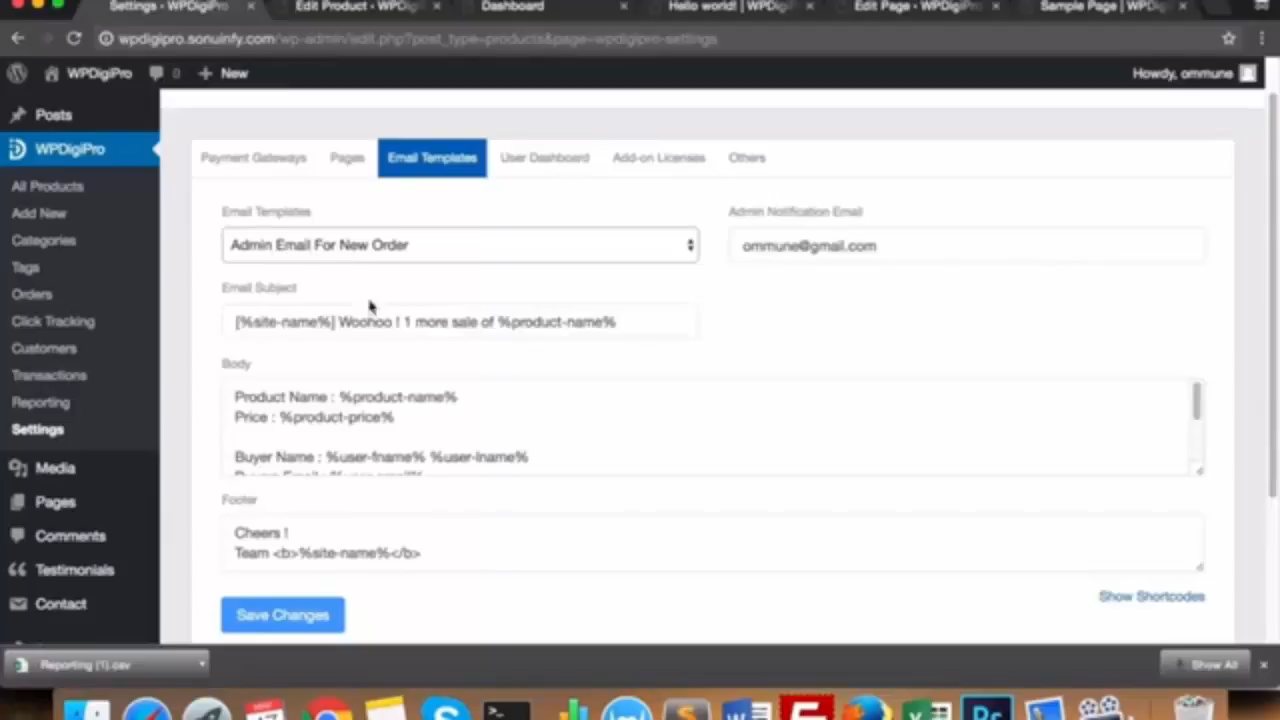 Settings ‹ WPDigiPro × Edit Product ‹ WPDigiPro × Dashboard × Hello world! | WPDigiPro × Edit Page ‹ WPDigiPro × Sample Page | WPDigiPro ×
wpdigipro.sonuinfy.com/wp-admin/edit.php?post_type=products&page=wpdigipro-settings
WPDigiPro 0 + New Howdy, ommune
Posts
WPDigiPro
All Products
Add New
Categories
Tags
Orders
Click Tracking
Customers
Transactions
Reporting
Settings
Media
Pages
Comments
Testimonials
Contact
Payment Gateways Pages Email Templates User Dashboard Add-on Licenses Others
Email Templates Admin Notification Email
Admin Email For New Order ommune@gmail.com
Email Subject
[%site-name%] Woohoo ! 1 more sale of %product-name%
Body
Product Name : %product-name%
Price : %product-price%
Buyer Name : %user-fname% %user-lname%
Footer
Cheers !
Team <b>%site-name%</b>
Show Shortcodes
Save Changes
Reporting (1).csv Show All ×
17